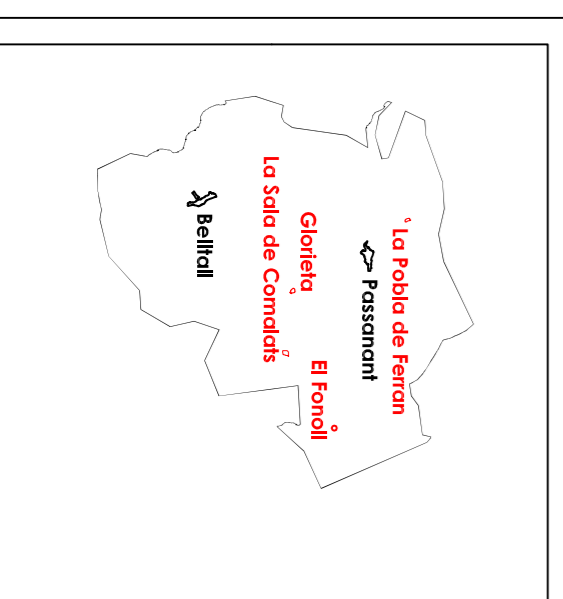 La Pobla de Ferran
Passanant
El Fonoll
Glorieta
La Sala de Comalats
Belltall